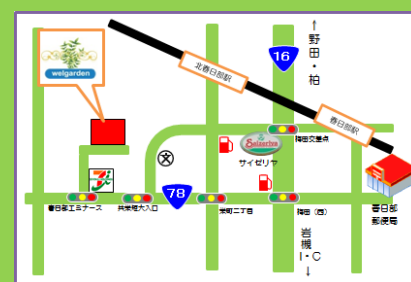 ↑
野田・柏
16
北春日部駅
welgarden
春日部駅
梅田交差点
文
Saizeriya
サイゼリヤ
78
春日部エミナース
共栄短大入口
栄町二丁目
梅田（西）
春日部
郵便局
岩槻
I・C
↓